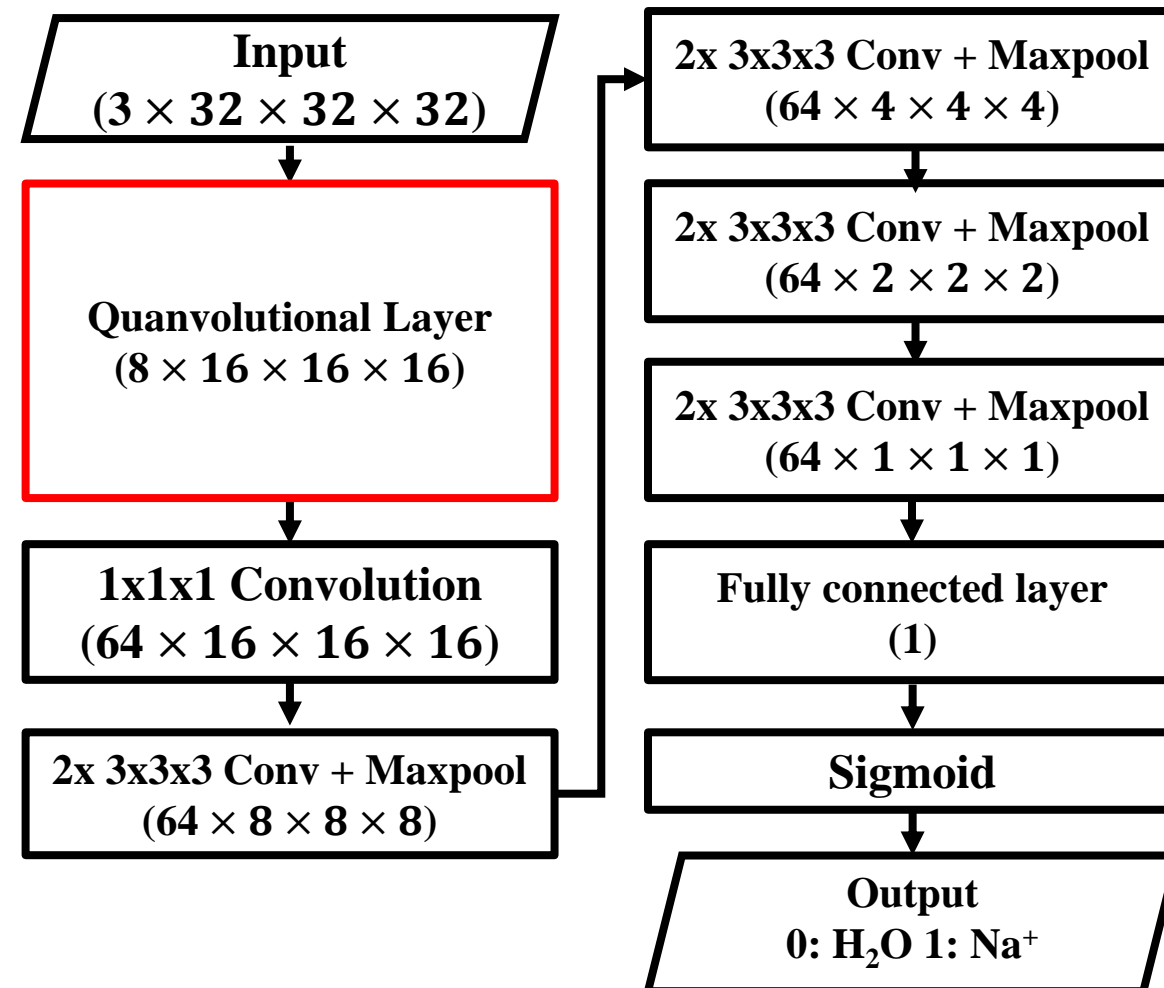 Input
(3 × 32 × 32 × 32)
Quanvolutional Layer
(8 × 16 × 16 × 16)
1x1x1 Convolution
(64 × 16 × 16 × 16)
2x 3x3x3 Conv + Maxpool
(64 × 8 × 8 × 8)
2x 3x3x3 Conv + Maxpool
(64 × 4 × 4 × 4)
2x 3x3x3 Conv + Maxpool
(64 × 2 × 2 × 2)
2x 3x3x3 Conv + Maxpool
(64 × 1 × 1 × 1)
Fully connected layer
(1)
Sigmoid
Output
0: H₂O 1: Na⁺